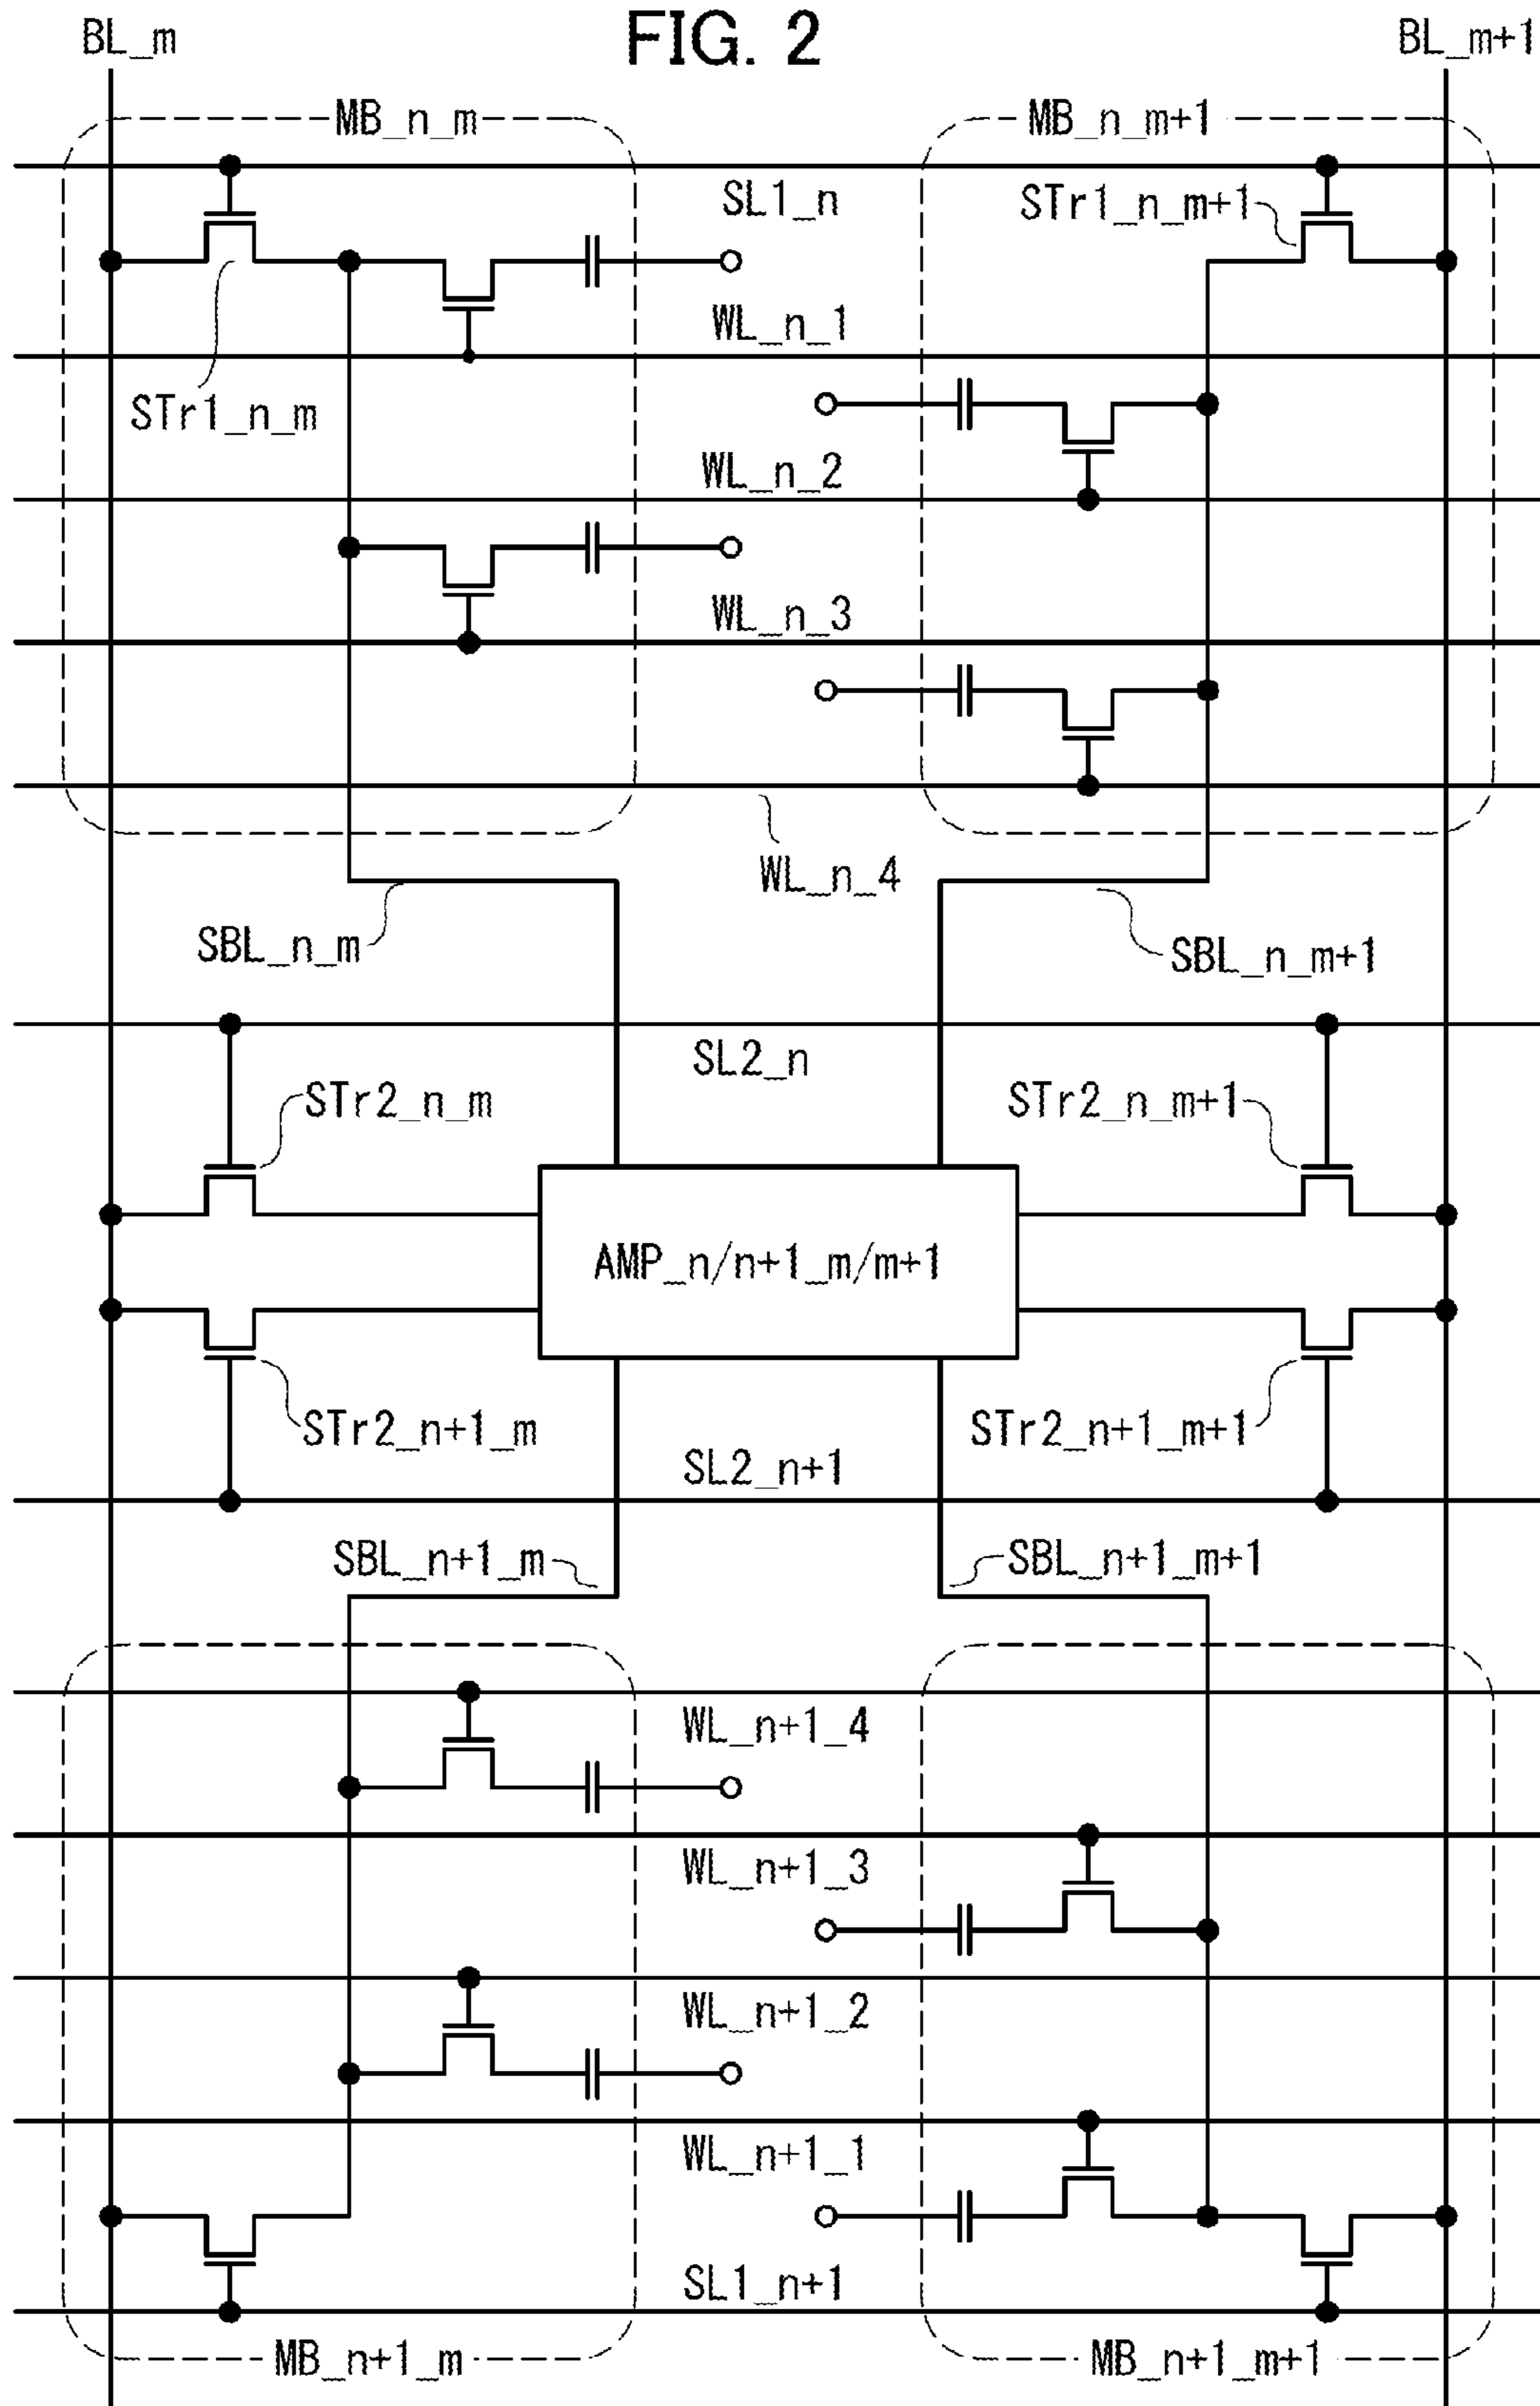 FIG. 2
BL_m
BL_m+1
MB_n_m
MB_n_m+1
SL1_n
STr1_n_m+1
WL_n_1
STr1_n_m
WL_n_2
WL_n_3
WL_n_4
SBL_n_m
SBL_n_m+1
SL2_n
STr2_n_m
STr2_n_m+1
AMP_n/n+1_m/m+1
STr2_n+1_m
STr2_n+1_m+1
SL2_n+1
SBL_n+1_m
SBL_n+1_m+1
WL_n+1_4
WL_n+1_3
WL_n+1_2
WL_n+1_1
SL1_n+1
MB_n+1_m
MB_n+1_m+1